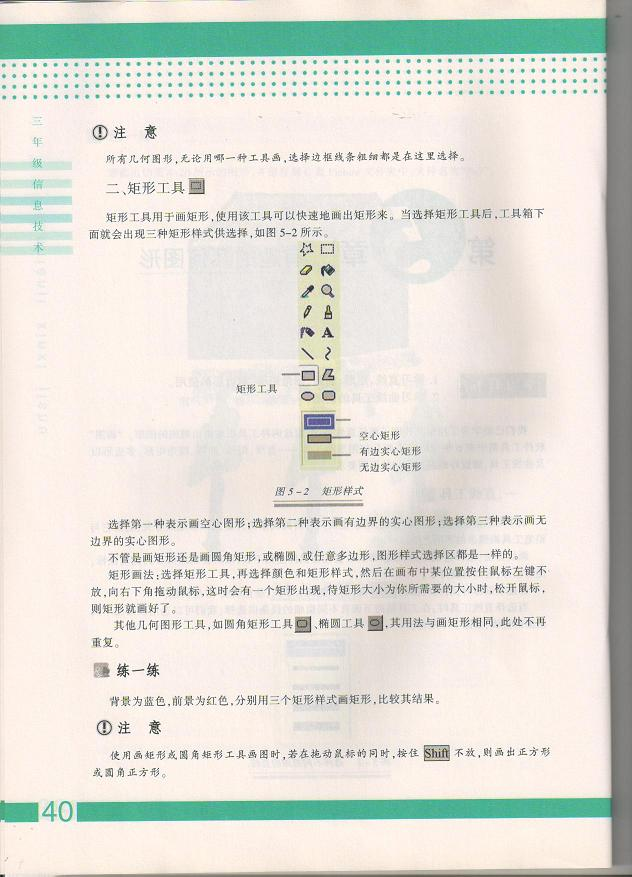 三年级信息技术
注 意
所有几何图形,无论用哪一种工具画,选择边框线条粗细都是在这里选择。
二、矩形工具
矩形工具用于画矩形,使用该工具可以快速地画出矩形来。当选择矩形工具后,工具箱下
面就会出现三种矩形样式供选择,如图 5-2 所示。
A
矩形工具
空心矩形
有边实心矩形
无边实心矩形
图 5-2 矩形样式
选择第一种表示画空心图形;选择第二种表示画有边界的实心图形;选择第三种表示画无
边界的实心图形。
不管是画矩形还是画圆角矩形,或椭圆,或任意多边形,图形样式选择区都是一样的。
矩形画法:选择矩形工具,再选择颜色和矩形样式,然后在画布中某位置按住鼠标左键不
放,向右下角拖动鼠标,这时会有一个矩形出现,待矩形大小为你所需要的大小时,松开鼠标,
则矩形就画好了。
其他几何图形工具,如圆角矩形工具 、椭圆工具 ,其用法与画矩形相同,此处不再
重复。
练一练
背景为蓝色,前景为红色,分别用三个矩形样式画矩形,比较其结果。
注 意
使用画矩形或圆角矩形工具画图时,若在拖动鼠标的同时,按住 Shift 不放,则画出正方形
或圆角正方形。
40